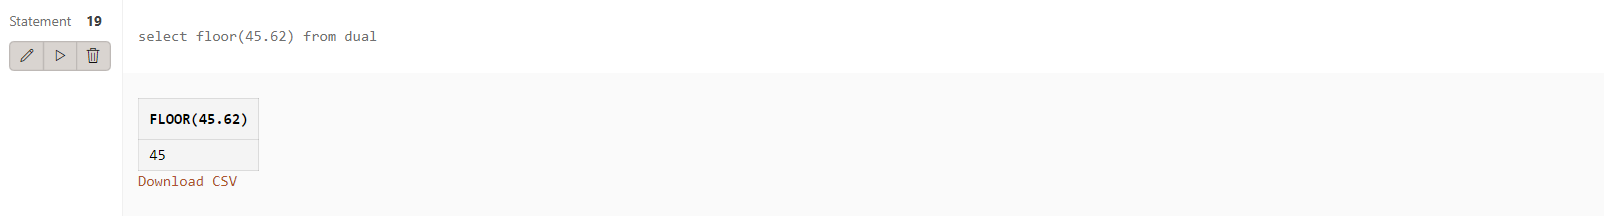 Statement 19
select floor(45.62) from dual
FLOOR(45.62)
45
Download CSV